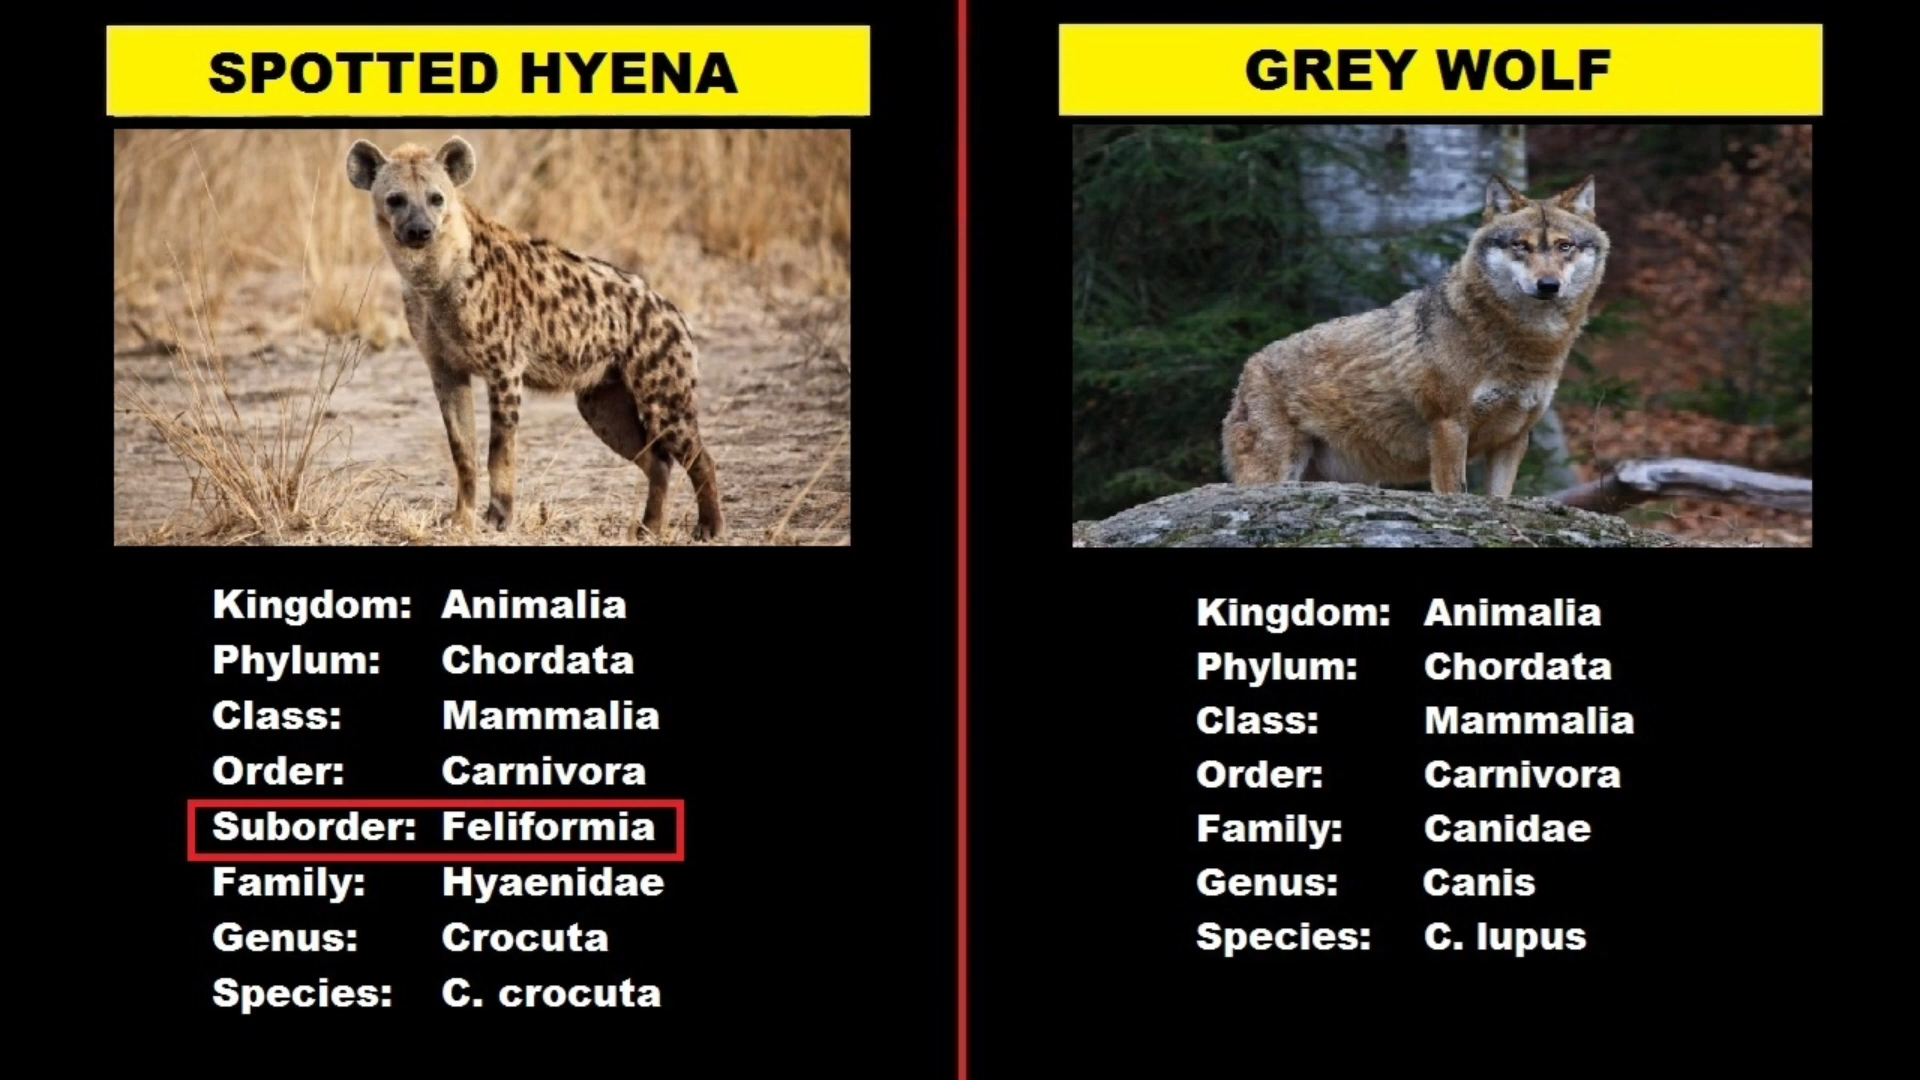 SPOTTED HYENA
Kingdom: Animalia
Phylum: Chordata
Class: Mammalia
Order: Carnivora
Suborder: Feliformia
Family: Hyaenidae
Genus: Crocuta
Species: C. crocuta
GREY WOLF
Kingdom: Animalia
Phylum: Chordata
Class: Mammalia
Order: Carnivora
Family: Canidae
Genus: Canis
Species: C. lupus